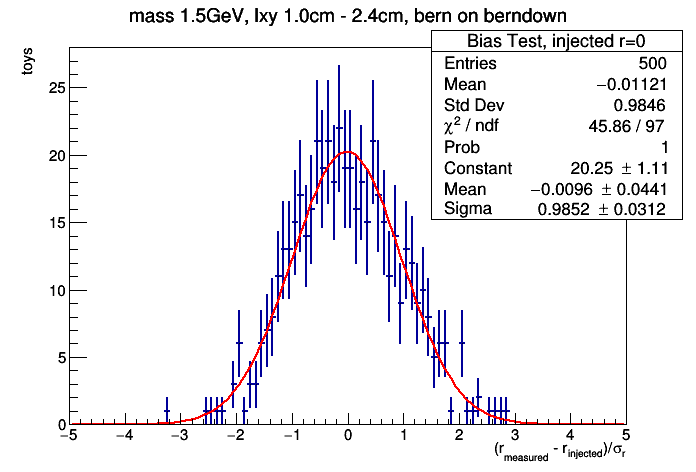 mass 1.5GeV, lxy 1.0cm - 2.4cm, bern on berndown
toys
Bias Test, injected r=0
Entries 500
Mean −0.01121
Std Dev 0.9846
χ² / ndf 45.86 / 97
Prob 1
Constant 20.25 ± 1.11
Mean −0.0096 ± 0.0441
Sigma 0.9852 ± 0.0312
25
20
15
10
5
0
−5 −4 −3 −2 −1 0 1 2 3 4 5
(r_measured - r_injected)/σ_r